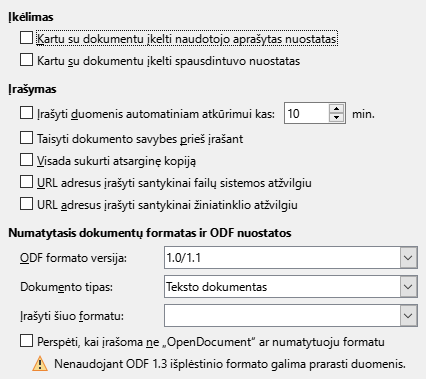 Įkėlimas
Kartu su dokumentu įkelti naudotojo aprašytas nuostatas
Kartu su dokumentu įkelti spausdintuvo nuostatas
Įrašymas
Įrašyti duomenis automatiniam atkūrimui kas: 10 min.
Taisyti dokumento savybes prieš įrašant
Visada sukurti atsarginę kopiją
URL adresus įrašyti santykinai failų sistemos atžvilgiu
URL adresus įrašyti santykinai žiniatinklio atžvilgiu
Numatytasis dokumentų formatas ir ODF nuostatos
ODF formato versija: 1.0/1.1
Dokumento tipas: Teksto dokumentas
Įrašyti šiuo formatu:
Perspėti, kai įrašoma ne „OpenDocument“ ar numatytuoju formatu
Nenaudojant ODF 1.3 išplėstinio formato galima prarasti duomenis.